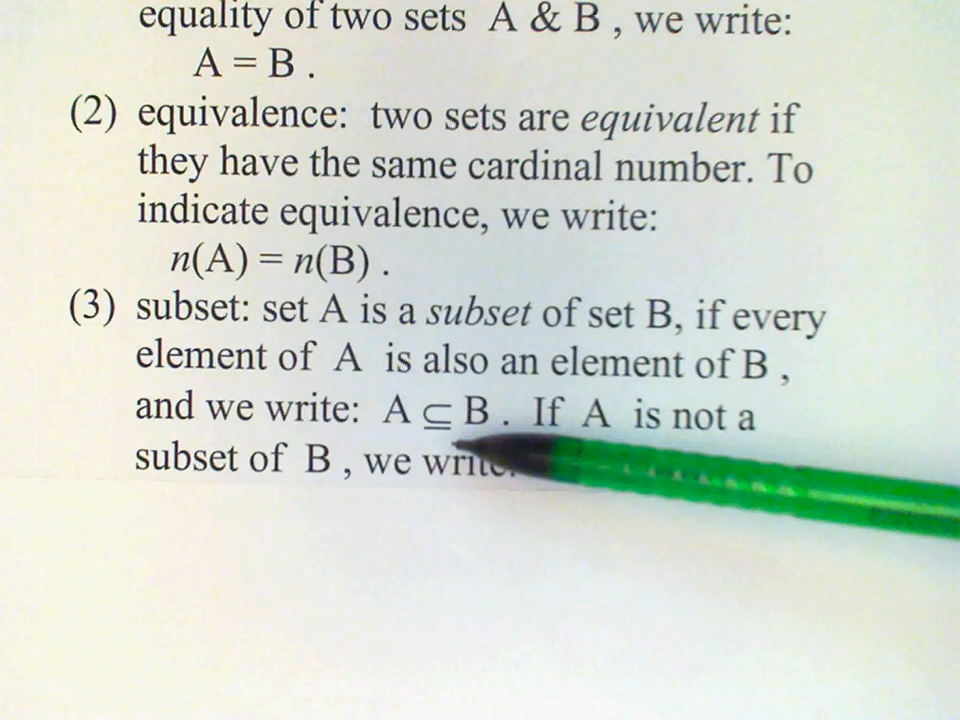 equality of two sets A & B , we write:
A = B .
(2) equivalence: two sets are equivalent if
they have the same cardinal number. To
indicate equivalence, we write:
n(A) = n(B) .
(3) subset: set A is a subset of set B, if every
element of A is also an element of B ,
and we write: A ⊆ B . If A is not a
subset of B , we write: